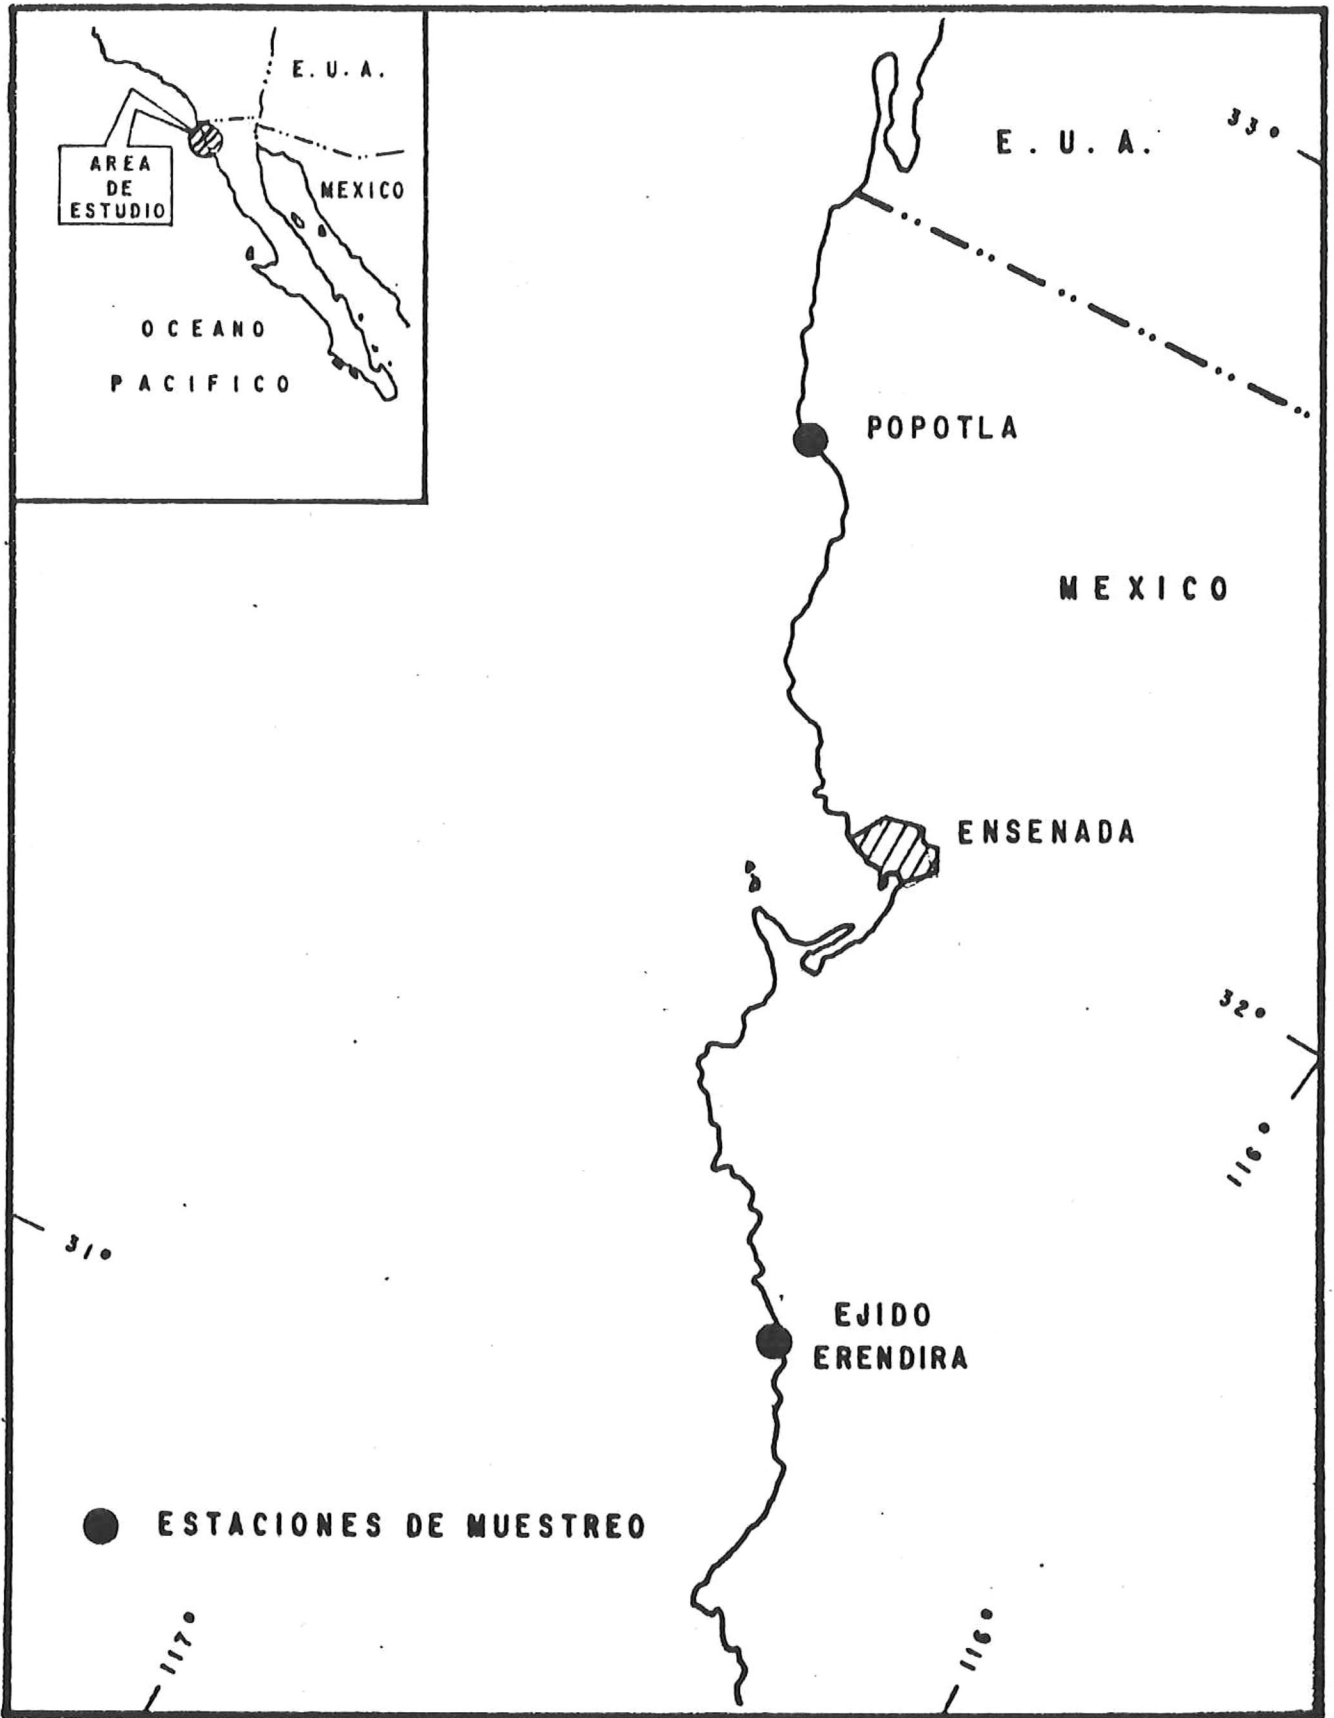 E. U. A.
AREA
DE
ESTUDIO
MEXICO
OCEANO
PACIFICO
E. U. A.
33°
POPOTLA
MEXICO
ENSENADA
32°
116°
31°
EJIDO
ERENDIRA
ESTACIONES DE MUESTREO
117°
116°